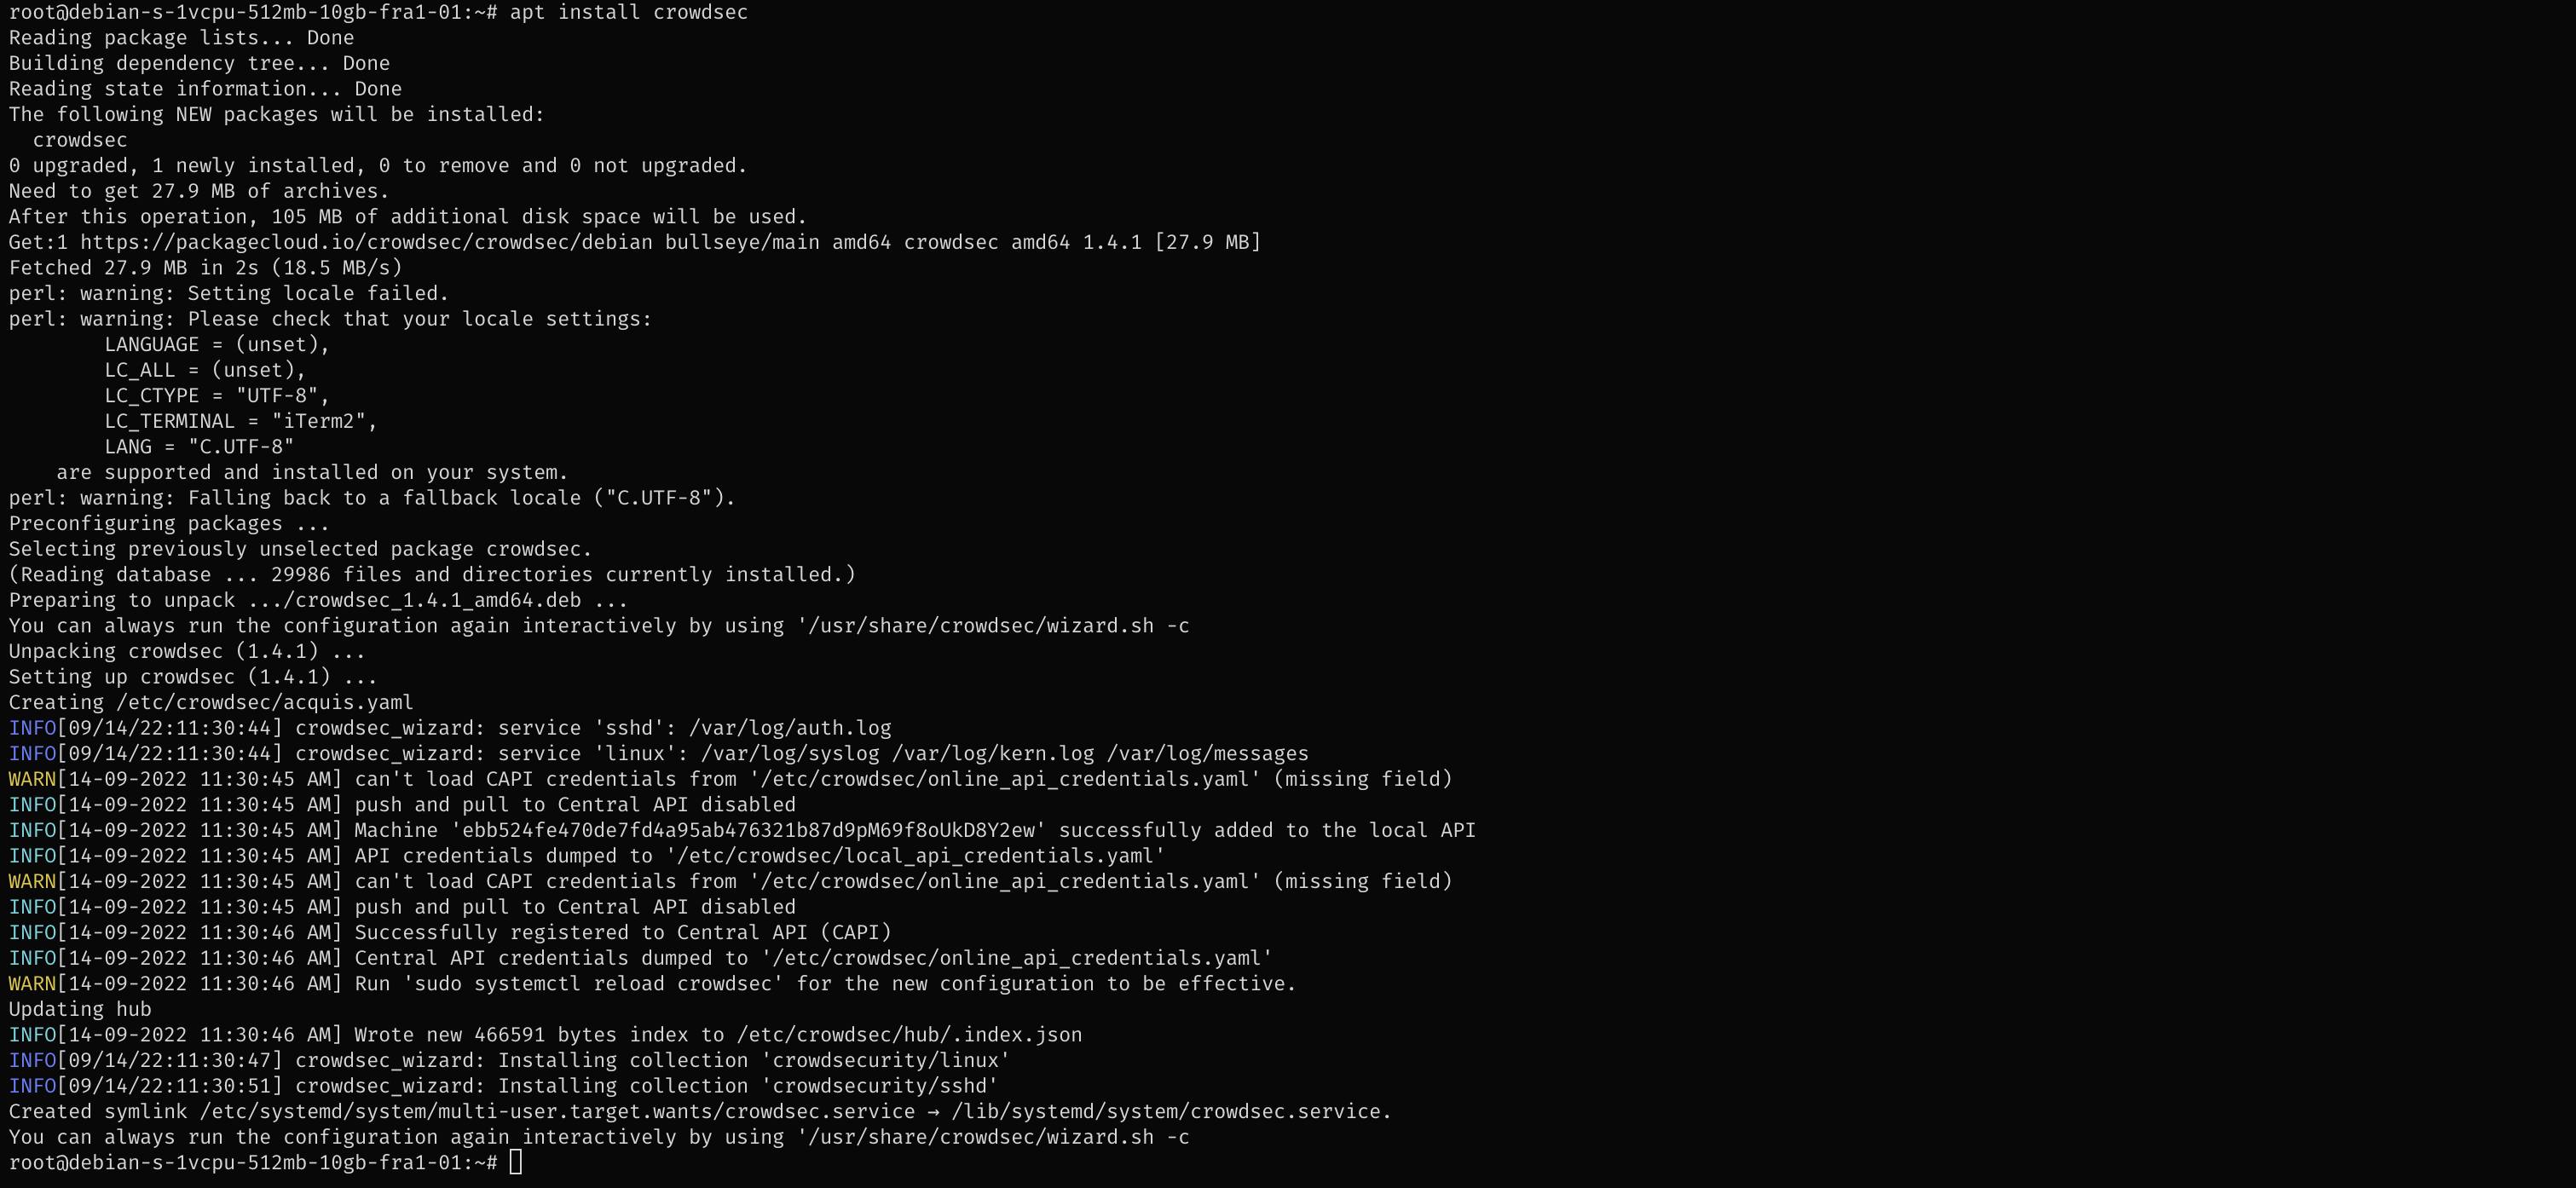 root@debian-s-1vcpu-512mb-10gb-fra1-01:~# apt install crowdsec
Reading package lists... Done
Building dependency tree... Done
Reading state information... Done
The following NEW packages will be installed:
  crowdsec
0 upgraded, 1 newly installed, 0 to remove and 0 not upgraded.
Need to get 27.9 MB of archives.
After this operation, 105 MB of additional disk space will be used.
Get:1 https://packagecloud.io/crowdsec/crowdsec/debian bullseye/main amd64 crowdsec amd64 1.4.1 [27.9 MB]
Fetched 27.9 MB in 2s (18.5 MB/s)
perl: warning: Setting locale failed.
perl: warning: Please check that your locale settings:
        LANGUAGE = (unset),
        LC_ALL = (unset),
        LC_CTYPE = "UTF-8",
        LC_TERMINAL = "iTerm2",
        LANG = "C.UTF-8"
    are supported and installed on your system.
perl: warning: Falling back to a fallback locale ("C.UTF-8").
Preconfiguring packages ...
Selecting previously unselected package crowdsec.
(Reading database ... 29986 files and directories currently installed.)
Preparing to unpack .../crowdsec_1.4.1_amd64.deb ...
You can always run the configuration again interactively by using '/usr/share/crowdsec/wizard.sh -c
Unpacking crowdsec (1.4.1) ...
Setting up crowdsec (1.4.1) ...
Creating /etc/crowdsec/acquis.yaml
INFO[09/14/22:11:30:44] crowdsec_wizard: service 'sshd': /var/log/auth.log
INFO[09/14/22:11:30:44] crowdsec_wizard: service 'linux': /var/log/syslog /var/log/kern.log /var/log/messages
WARN[14-09-2022 11:30:45 AM] can't load CAPI credentials from '/etc/crowdsec/online_api_credentials.yaml' (missing field)
INFO[14-09-2022 11:30:45 AM] push and pull to Central API disabled
INFO[14-09-2022 11:30:45 AM] Machine 'ebb524fe470de7fd4a95ab476321b87d9pM69f8oUkD8Y2ew' successfully added to the local API
INFO[14-09-2022 11:30:45 AM] API credentials dumped to '/etc/crowdsec/local_api_credentials.yaml'
WARN[14-09-2022 11:30:45 AM] can't load CAPI credentials from '/etc/crowdsec/online_api_credentials.yaml' (missing field)
INFO[14-09-2022 11:30:45 AM] push and pull to Central API disabled
INFO[14-09-2022 11:30:46 AM] Successfully registered to Central API (CAPI)
INFO[14-09-2022 11:30:46 AM] Central API credentials dumped to '/etc/crowdsec/online_api_credentials.yaml'
WARN[14-09-2022 11:30:46 AM] Run 'sudo systemctl reload crowdsec' for the new configuration to be effective.
Updating hub
INFO[14-09-2022 11:30:46 AM] Wrote new 466591 bytes index to /etc/crowdsec/hub/.index.json
INFO[09/14/22:11:30:47] crowdsec_wizard: Installing collection 'crowdsecurity/linux'
INFO[09/14/22:11:30:51] crowdsec_wizard: Installing collection 'crowdsecurity/sshd'
Created symlink /etc/systemd/system/multi-user.target.wants/crowdsec.service → /lib/systemd/system/crowdsec.service.
You can always run the configuration again interactively by using '/usr/share/crowdsec/wizard.sh -c
root@debian-s-1vcpu-512mb-10gb-fra1-01:~#